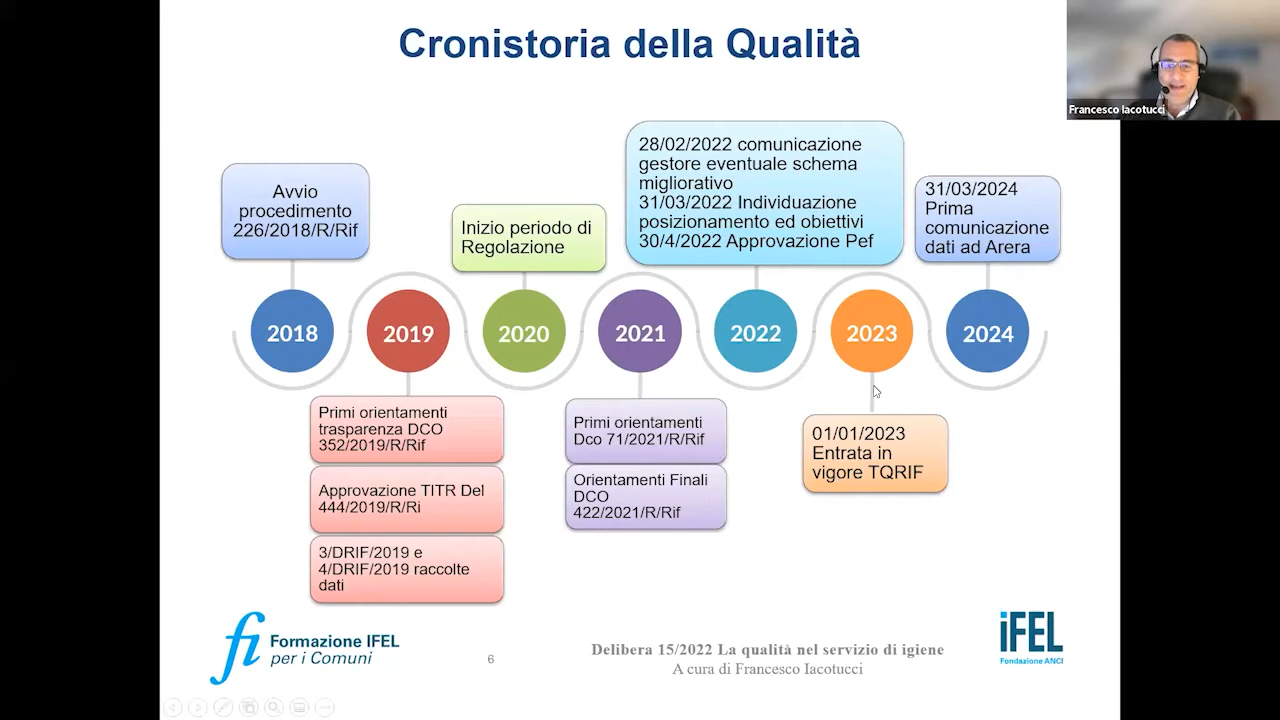 Cronistoria della Qualità
Francesco Iacotucci
Avvio
procedimento
226/2018/R/Rif
Inizio periodo di
Regolazione
28/02/2022 comunicazione
gestore eventuale schema
migliorativo
31/03/2022 Individuazione
posizionamento ed obiettivi
30/4/2022 Approvazione Pef
31/03/2024
Prima
comunicazione
dati ad Arera
2018
2019
2020
2021
2022
2023
2024
Primi orientamenti
trasparenza DCO
352/2019/R/Rif
Approvazione TITR Del
444/2019/R/Ri
3/DRIF/2019 e
4/DRIF/2019 raccolte
dati
Primi orientamenti
Dco 71/2021/R/Rif
Orientamenti Finali
DCO
422/2021/R/Rif
01/01/2023
Entrata in
vigore TQRIF
fi Formazione IFEL
per i Comuni
6
Delibera 15/2022 La qualità nel servizio di igiene
A cura di Francesco Iacotucci
iFEL
Fondazione ANCI